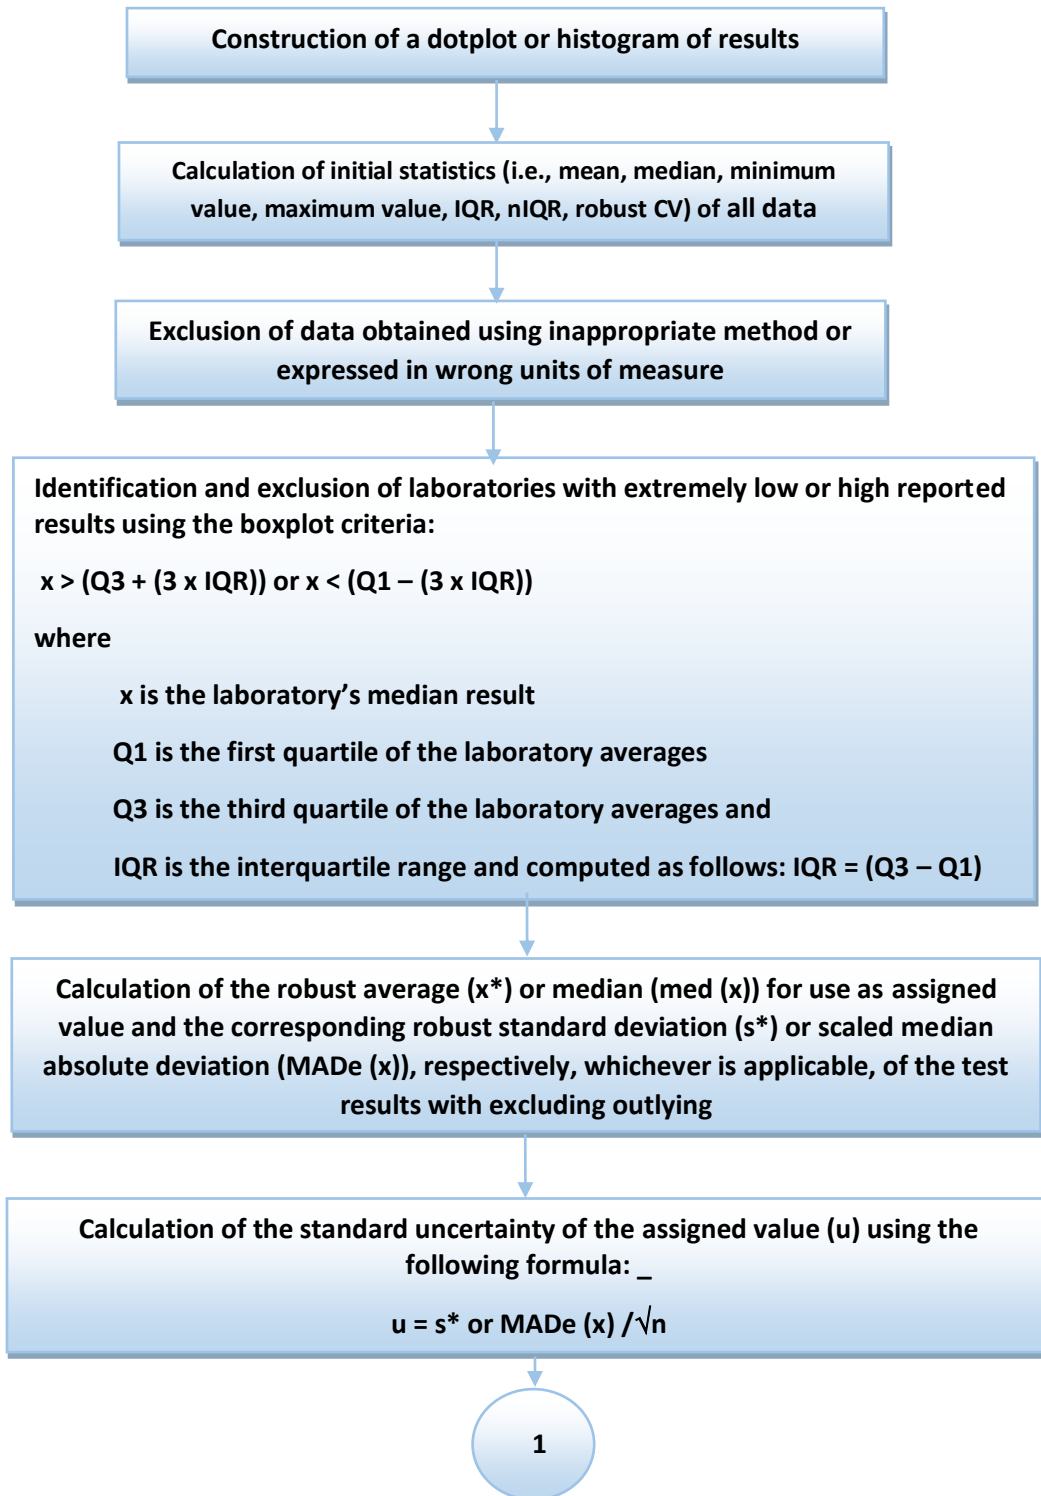 Construction of a dotplot or histogram of results
Calculation of initial statistics (i.e., mean, median, minimum
value, maximum value, IQR, nIQR, robust CV) of all data
Exclusion of data obtained using inappropriate method or
expressed in wrong units of measure
Identification and exclusion of laboratories with extremely low or high reported
results using the boxplot criteria:
x > (Q3 + (3 x IQR)) or x < (Q1 – (3 x IQR))
where
x is the laboratory’s median result
Q1 is the first quartile of the laboratory averages
Q3 is the third quartile of the laboratory averages and
IQR is the interquartile range and computed as follows: IQR = (Q3 – Q1)
Calculation of the robust average (x*) or median (med (x)) for use as assigned
value and the corresponding robust standard deviation (s*) or scaled median
absolute deviation (MADe (x)), respectively, whichever is applicable, of the test
results with excluding outlying
Calculation of the standard uncertainty of the assigned value (u) using the
following formula: _
u = s* or MADe (x) /√n
1